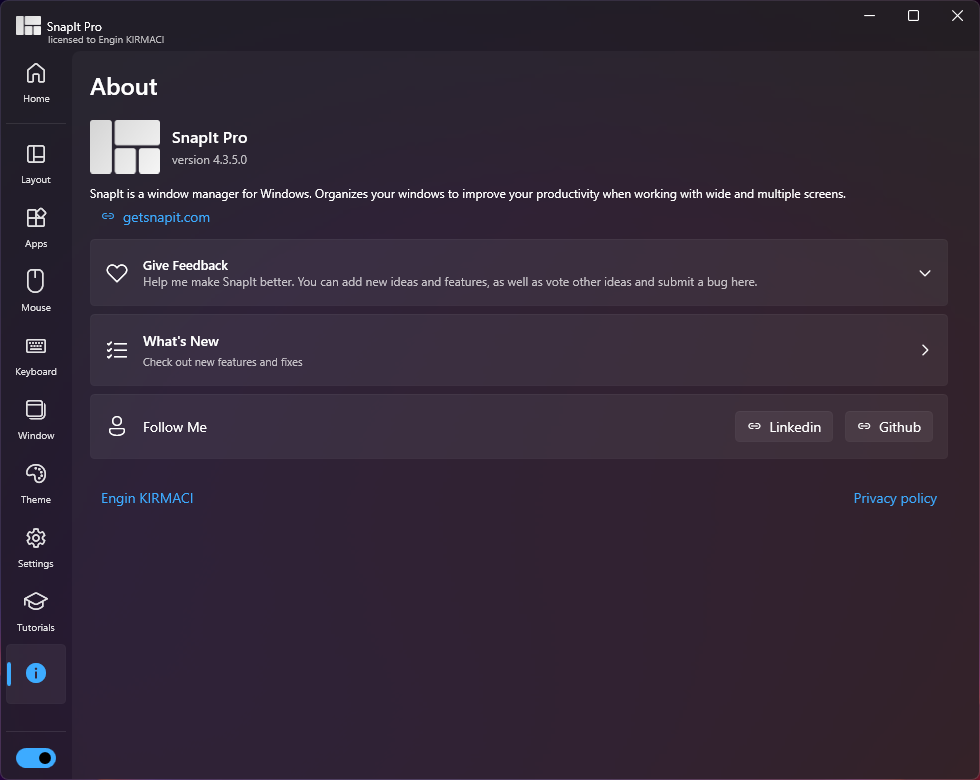 SnapIt Pro
licensed to Engin KIRMACI
Home
Layout
Apps
Mouse
Keyboard
Window
Theme
Settings
Tutorials
About
SnapIt Pro
version 4.3.5.0
SnapIt is a window manager for Windows. Organizes your windows to improve your productivity when working with wide and multiple screens.
getsnapit.com
Give Feedback
Help me make SnapIt better. You can add new ideas and features, as well as vote other ideas and submit a bug here.
What's New
Check out new features and fixes
Follow Me
Linkedin
Github
Engin KIRMACI
Privacy policy